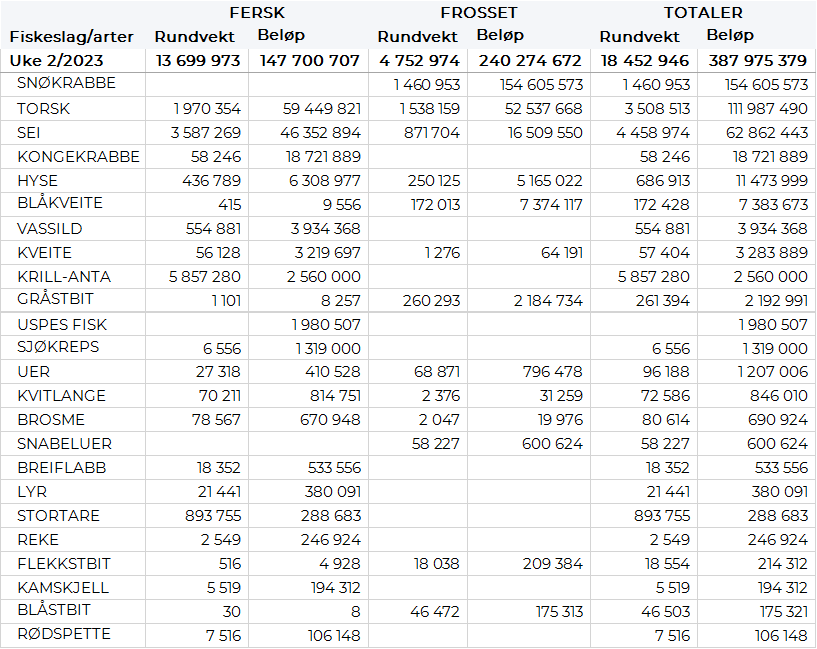 FERSK FROSSET TOTALER
Fiskeslag/arter Rundvekt Beløp Rundvekt Beløp Rundvekt Beløp
Uke 2/2023 13 699 973 147 700 707 4 752 974 240 274 672 18 452 946 387 975 379
SNØKRABBE 1 460 953 154 605 573 1 460 953 154 605 573
TORSK 1 970 354 59 449 821 1 538 159 52 537 668 3 508 513 111 987 490
SEI 3 587 269 46 352 894 871 704 16 509 550 4 458 974 62 862 443
KONGEKRABBE 58 246 18 721 889 58 246 18 721 889
HYSE 436 789 6 308 977 250 125 5 165 022 686 913 11 473 999
BLÅKVEITE 415 9 556 172 013 7 374 117 172 428 7 383 673
VASSILD 554 881 3 934 368 554 881 3 934 368
KVEITE 56 128 3 219 697 1 276 64 191 57 404 3 283 889
KRILL-ANTA 5 857 280 2 560 000 5 857 280 2 560 000
GRÅSTBIT 1 101 8 257 260 293 2 184 734 261 394 2 192 991
USPES FISK 1 980 507 1 980 507
SJØKREPS 6 556 1 319 000 6 556 1 319 000
UER 27 318 410 528 68 871 796 478 96 188 1 207 006
KVITLANGE 70 211 814 751 2 376 31 259 72 586 846 010
BROSME 78 567 670 948 2 047 19 976 80 614 690 924
SNABELUER 58 227 600 624 58 227 600 624
BREIFLABB 18 352 533 556 18 352 533 556
LYR 21 441 380 091 21 441 380 091
STORTARE 893 755 288 683 893 755 288 683
REKE 2 549 246 924 2 549 246 924
FLEKKSTBIT 516 4 928 18 038 209 384 18 554 214 312
KAMSKJELL 5 519 194 312 5 519 194 312
BLÅSTBIT 30 8 46 472 175 313 46 503 175 321
RØDSPETTE 7 516 106 148 7 516 106 148